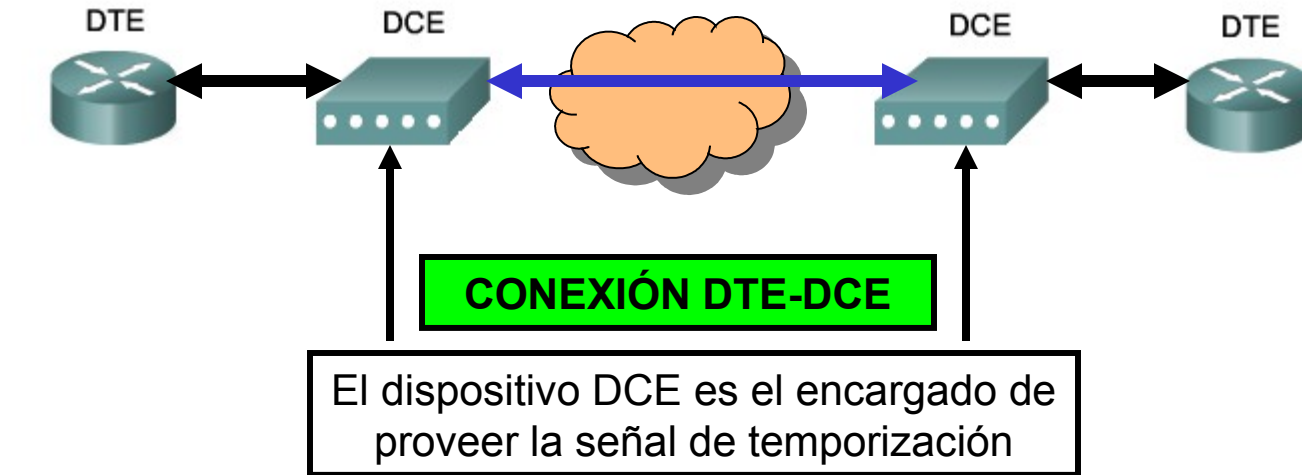 DTE
DCE
DCE
DTE
CONEXIÓN DTE-DCE
El dispositivo DCE es el encargado de
proveer la señal de temporización